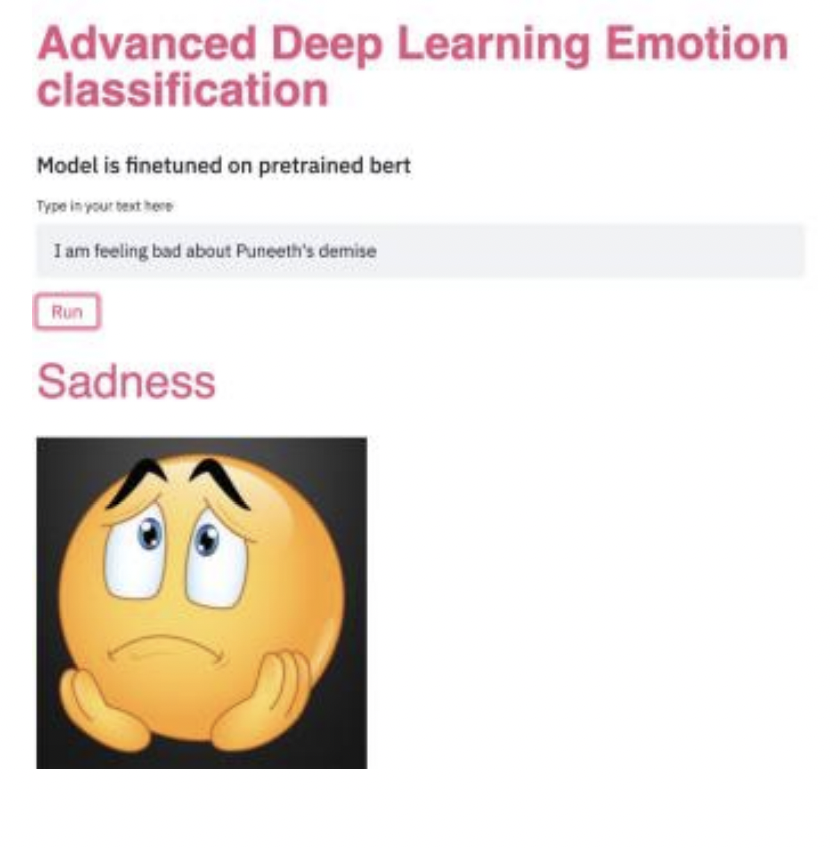 Advanced Deep Learning Emotion
classification
Model is finetuned on pretrained bert
Type in your text here
I am feeling bad about Puneeth's demise
Run
Sadness